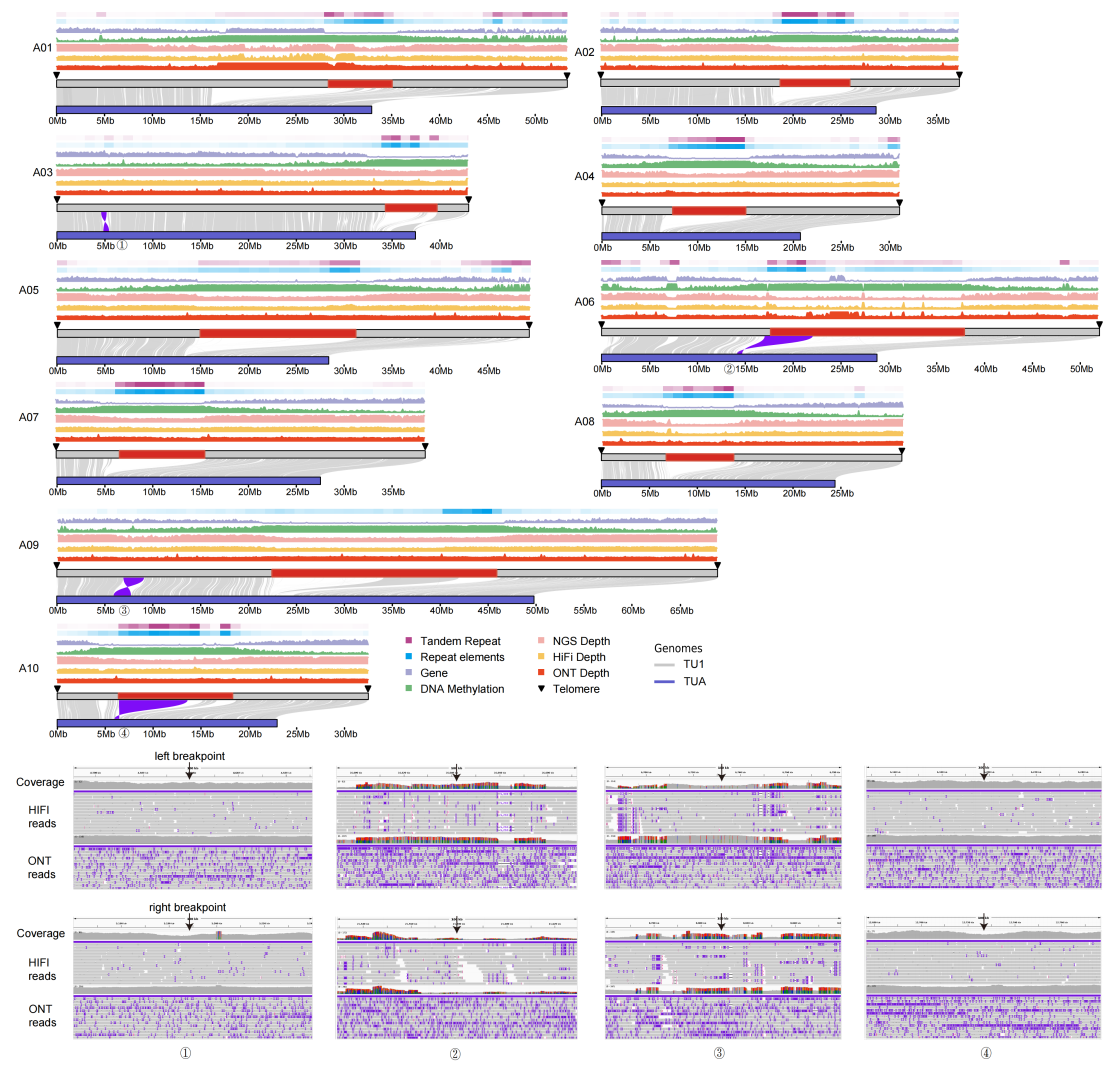 A01
0Mb 5Mb 10Mb 15Mb 20Mb 25Mb 30Mb 35Mb 40Mb 45Mb 50Mb
A02
0Mb 5Mb 10Mb 15Mb 20Mb 25Mb 30Mb 35Mb
A03
0Mb 5Mb ① 10Mb 15Mb 20Mb 25Mb 30Mb 35Mb 40Mb
A04
0Mb 5Mb 10Mb 15Mb 20Mb 25Mb 30Mb
A05
0Mb 5Mb 10Mb 15Mb 20Mb 25Mb 30Mb 35Mb 40Mb 45Mb
A06
0Mb 5Mb 10Mb ② 15Mb 20Mb 25Mb 30Mb 35Mb 40Mb 45Mb 50Mb
A07
0Mb 5Mb 10Mb 15Mb 20Mb 25Mb 30Mb 35Mb
A08
0Mb 5Mb 10Mb 15Mb 20Mb 25Mb
A09
0Mb 5Mb ③ 10Mb 15Mb 20Mb 25Mb 30Mb 35Mb 40Mb 45Mb 50Mb 55Mb 60Mb 65Mb
A10
0Mb 5Mb ④ 10Mb 15Mb 20Mb 25Mb 30Mb
Tandem Repeat
Repeat elements
Gene
DNA Methylation
NGS Depth
HiFi Depth
ONT Depth
Telomere
Genomes
TU1
TUA
left breakpoint
Coverage
HIFI
reads
ONT
reads
right breakpoint
Coverage
HIFI
reads
ONT
reads
① ② ③ ④